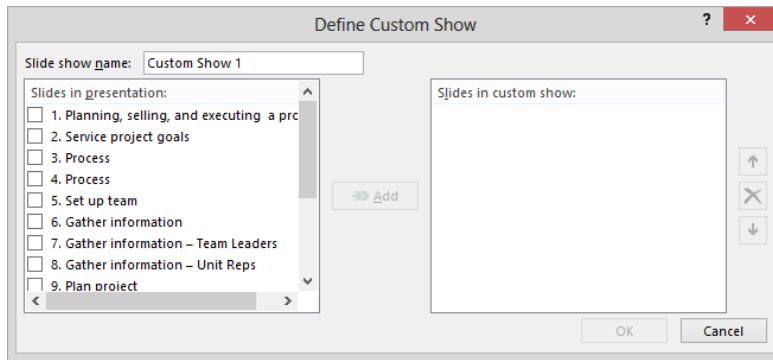 Define Custom Show
?
Slide show name: Custom Show 1
Slides in presentation:
1. Planning, selling, and executing a pro
2. Service project goals
3. Process
4. Process
5. Set up team
6. Gather information
7. Gather information – Team Leaders
8. Gather information – Unit Reps
9. Plan project
Add
Slides in custom show:
OK
Cancel